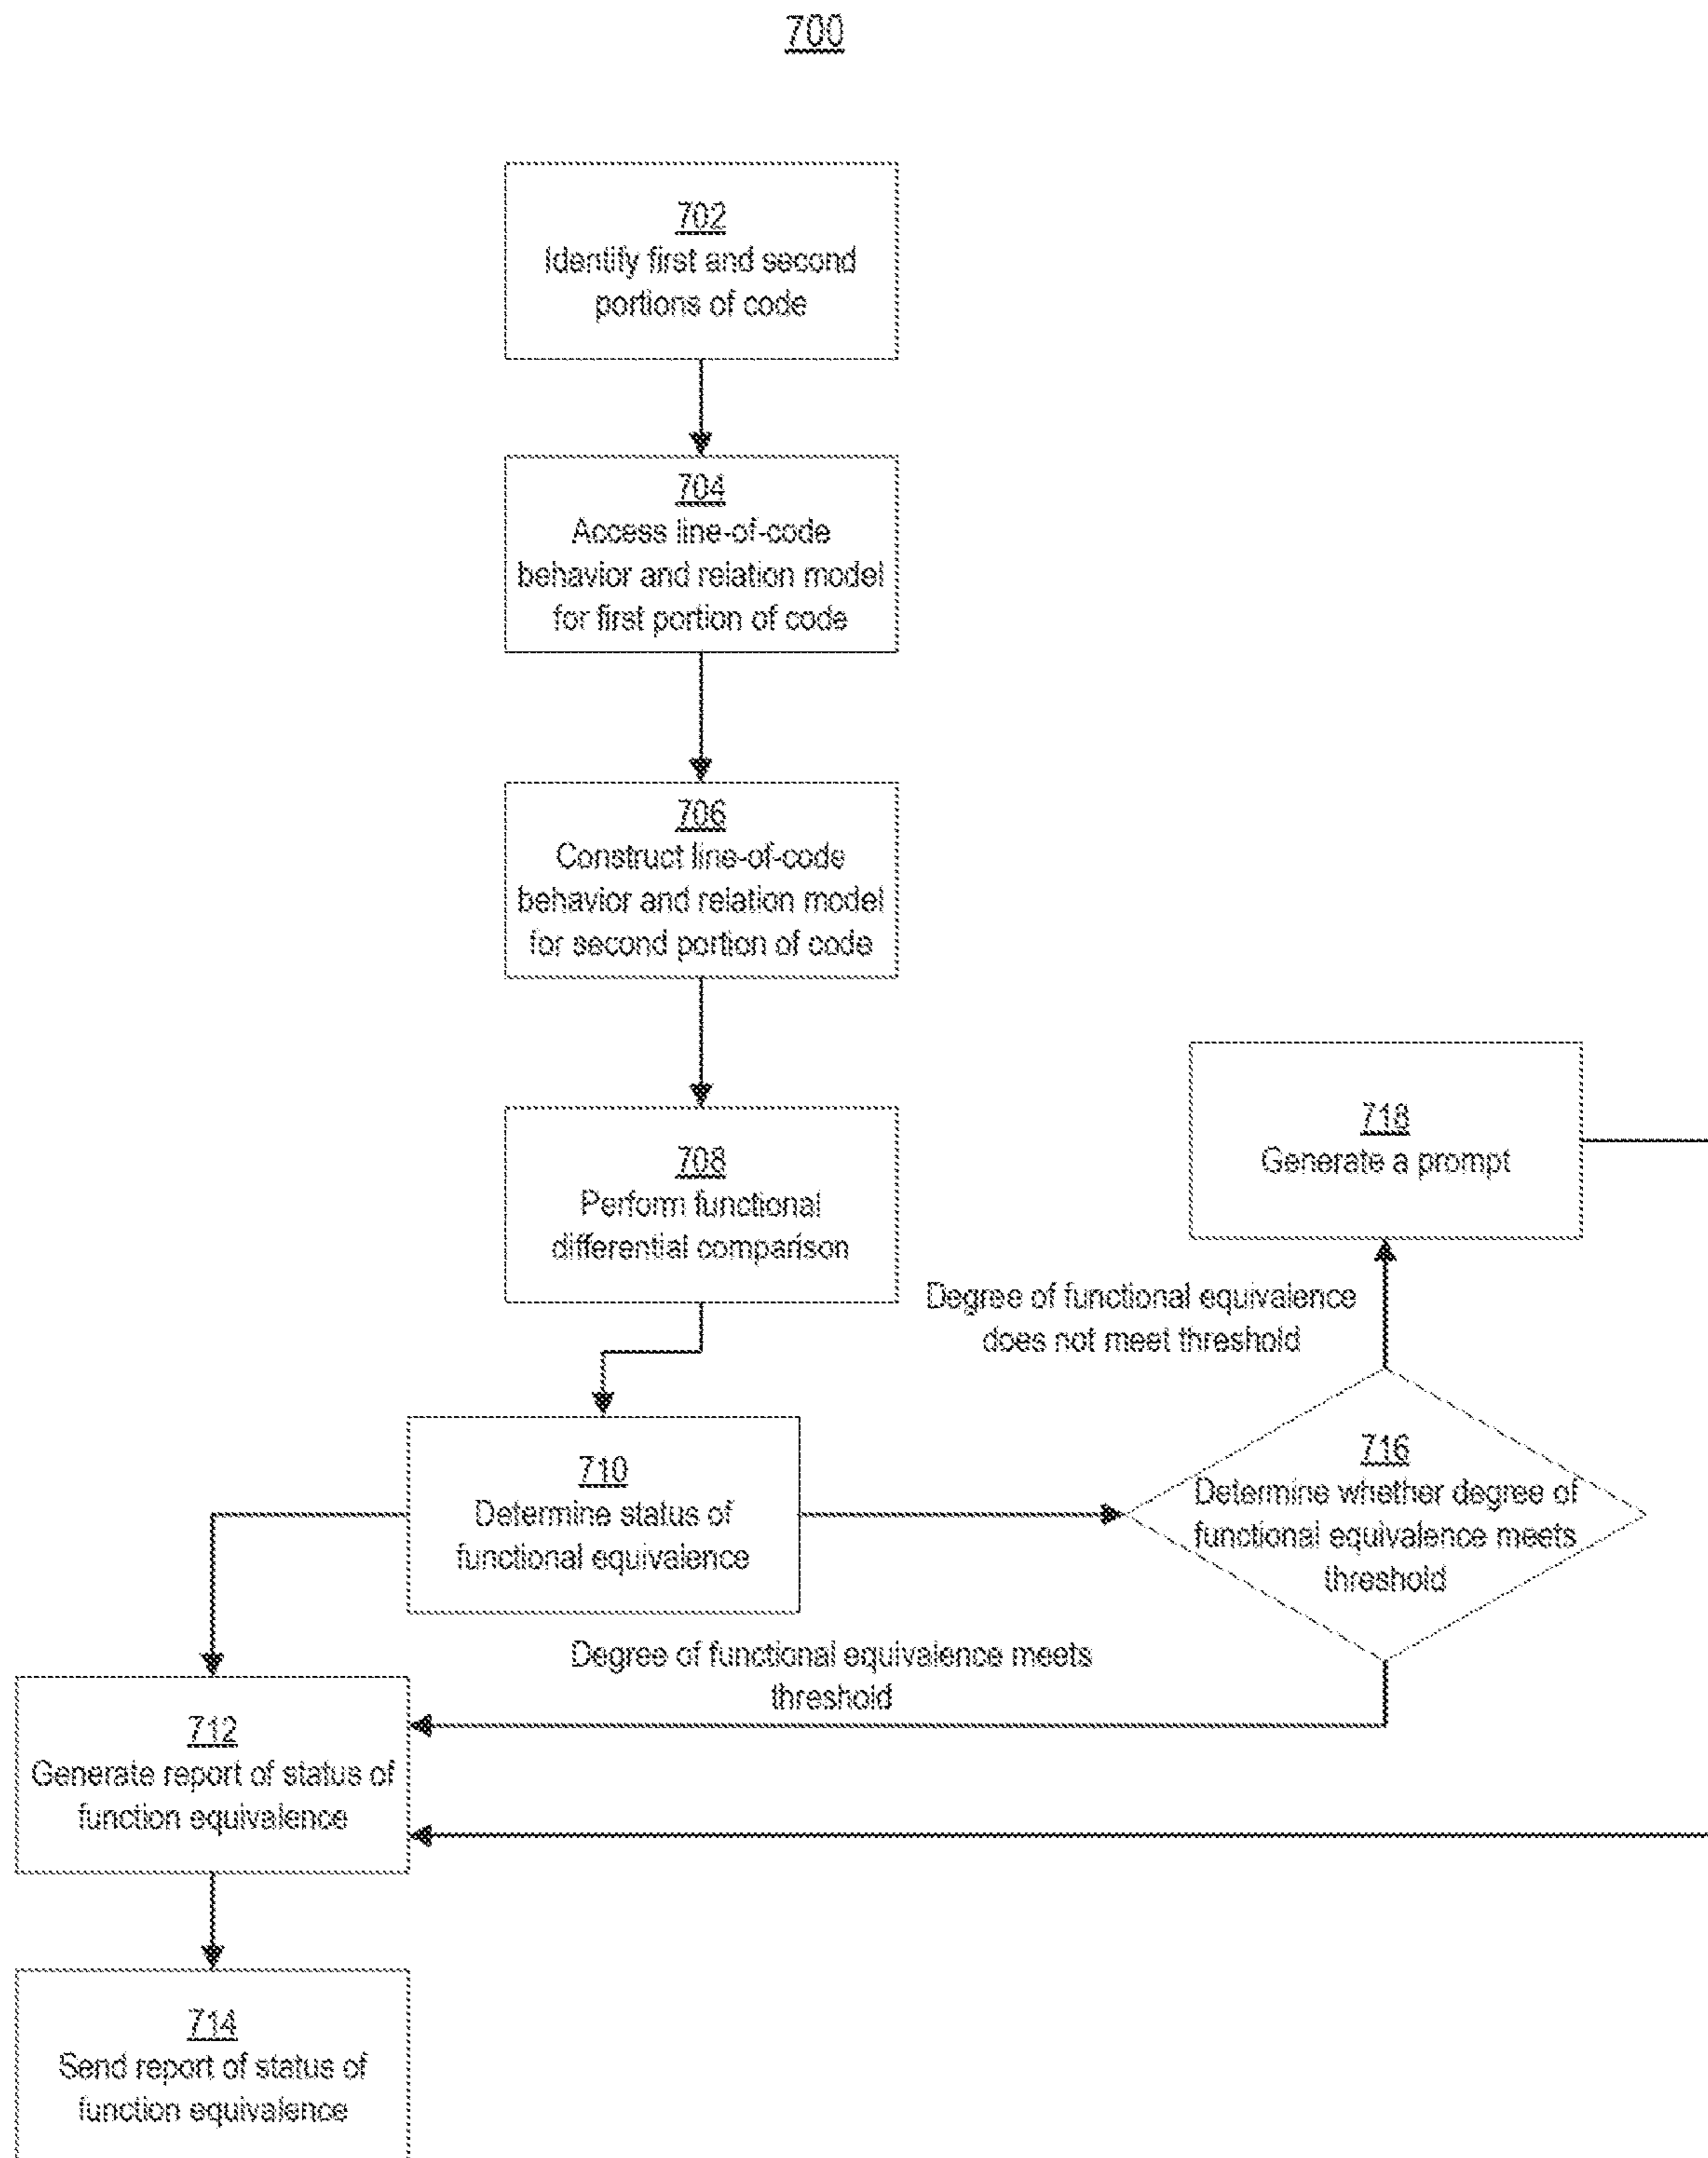 700
702
Identify first and second
portions of code
704
Access line-of-code
behavior and relation model
for first portion of code
706
Construct line-of-code
behavior and relation model
for second portion of code
708
Perform functional
differential comparison
718
Generate a prompt
Degree of functional equivalence
does not meet threshold
710
Determine status of
functional equivalence
716
Determine whether degree of
functional equivalence meets
threshold
Degree of functional equivalence meets
threshold
712
Generate report of status of
function equivalence
714
Send report of status of
function equivalence